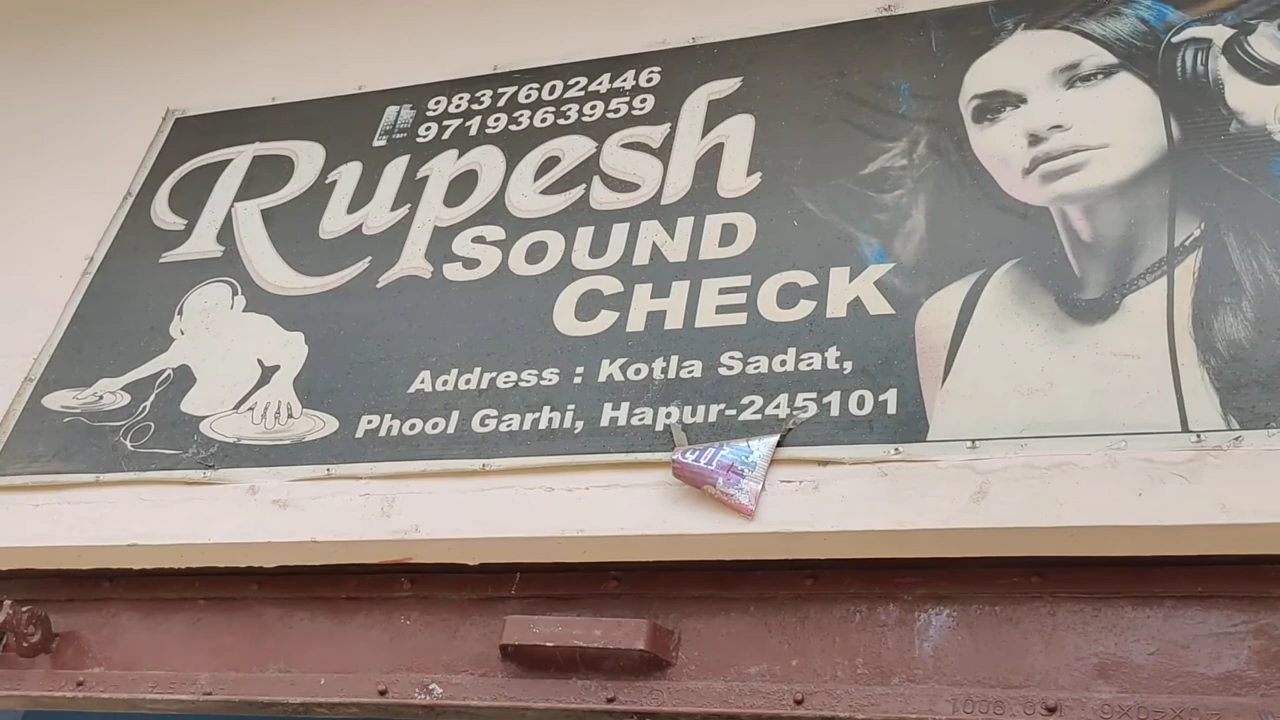 9837602446
9719363959
Rupesh
SOUND
CHECK
Address : Kotla Sadat,
Phool Garhi, Hapur-245101